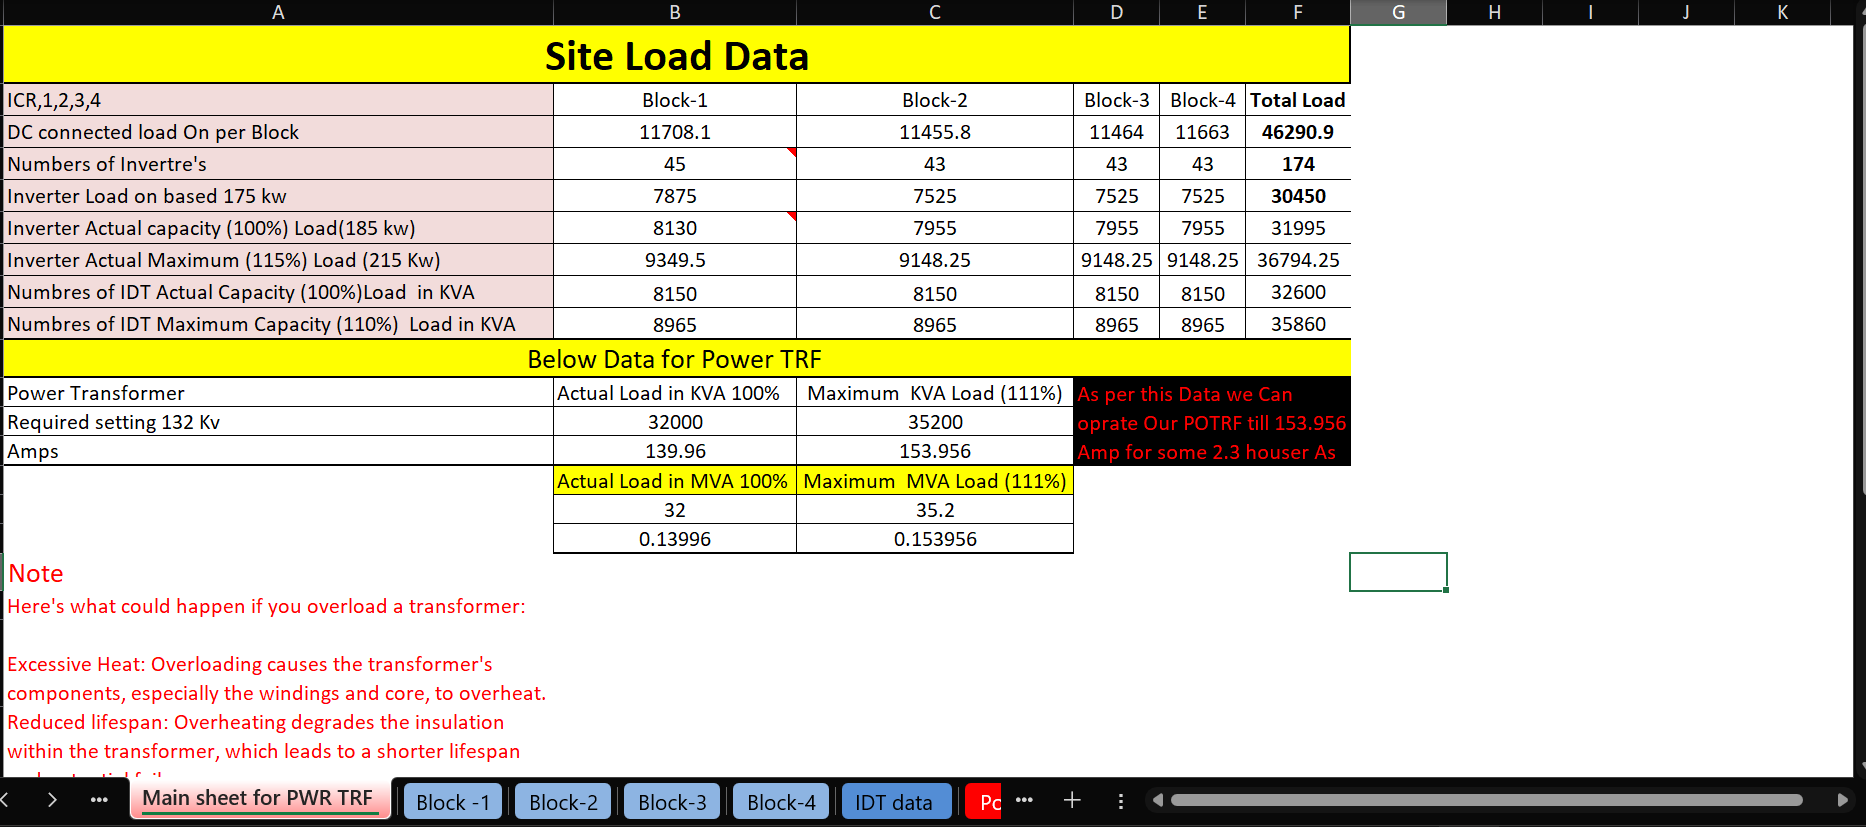 A B C D E F G H I J K
Site Load Data
ICR,1,2,3,4 Block-1 Block-2 Block-3 Block-4 Total Load
DC connected load On per Block 11708.1 11455.8 11464 11663 46290.9
Numbers of Invertre's 45 43 43 43 174
Inverter Load on based 175 kw 7875 7525 7525 7525 30450
Inverter Actual capacity (100%) Load(185 kw) 8130 7955 7955 7955 31995
Inverter Actual Maximum (115%) Load (215 Kw) 9349.5 9148.25 9148.25 9148.25 36794.25
Numbres of IDT Actual Capacity (100%)Load in KVA 8150 8150 8150 8150 32600
Numbres of IDT Maximum Capacity (110%) Load in KVA 8965 8965 8965 8965 35860
Below Data for Power TRF
Power Transformer Actual Load in KVA 100% Maximum KVA Load (111%) As per this Data we Can
Required setting 132 Kv 32000 35200 oprate Our POTRF till 153.956
Amps 139.96 153.956 Amp for some 2.3 houser As
Actual Load in MVA 100% Maximum MVA Load (111%)
32 35.2
0.13996 0.153956
Note
Here's what could happen if you overload a transformer:
Excessive Heat: Overloading causes the transformer's
components, especially the windings and core, to overheat.
Reduced lifespan: Overheating degrades the insulation
within the transformer, which leads to a shorter lifespan
Main sheet for PWR TRF Block -1 Block-2 Block-3 Block-4 IDT data